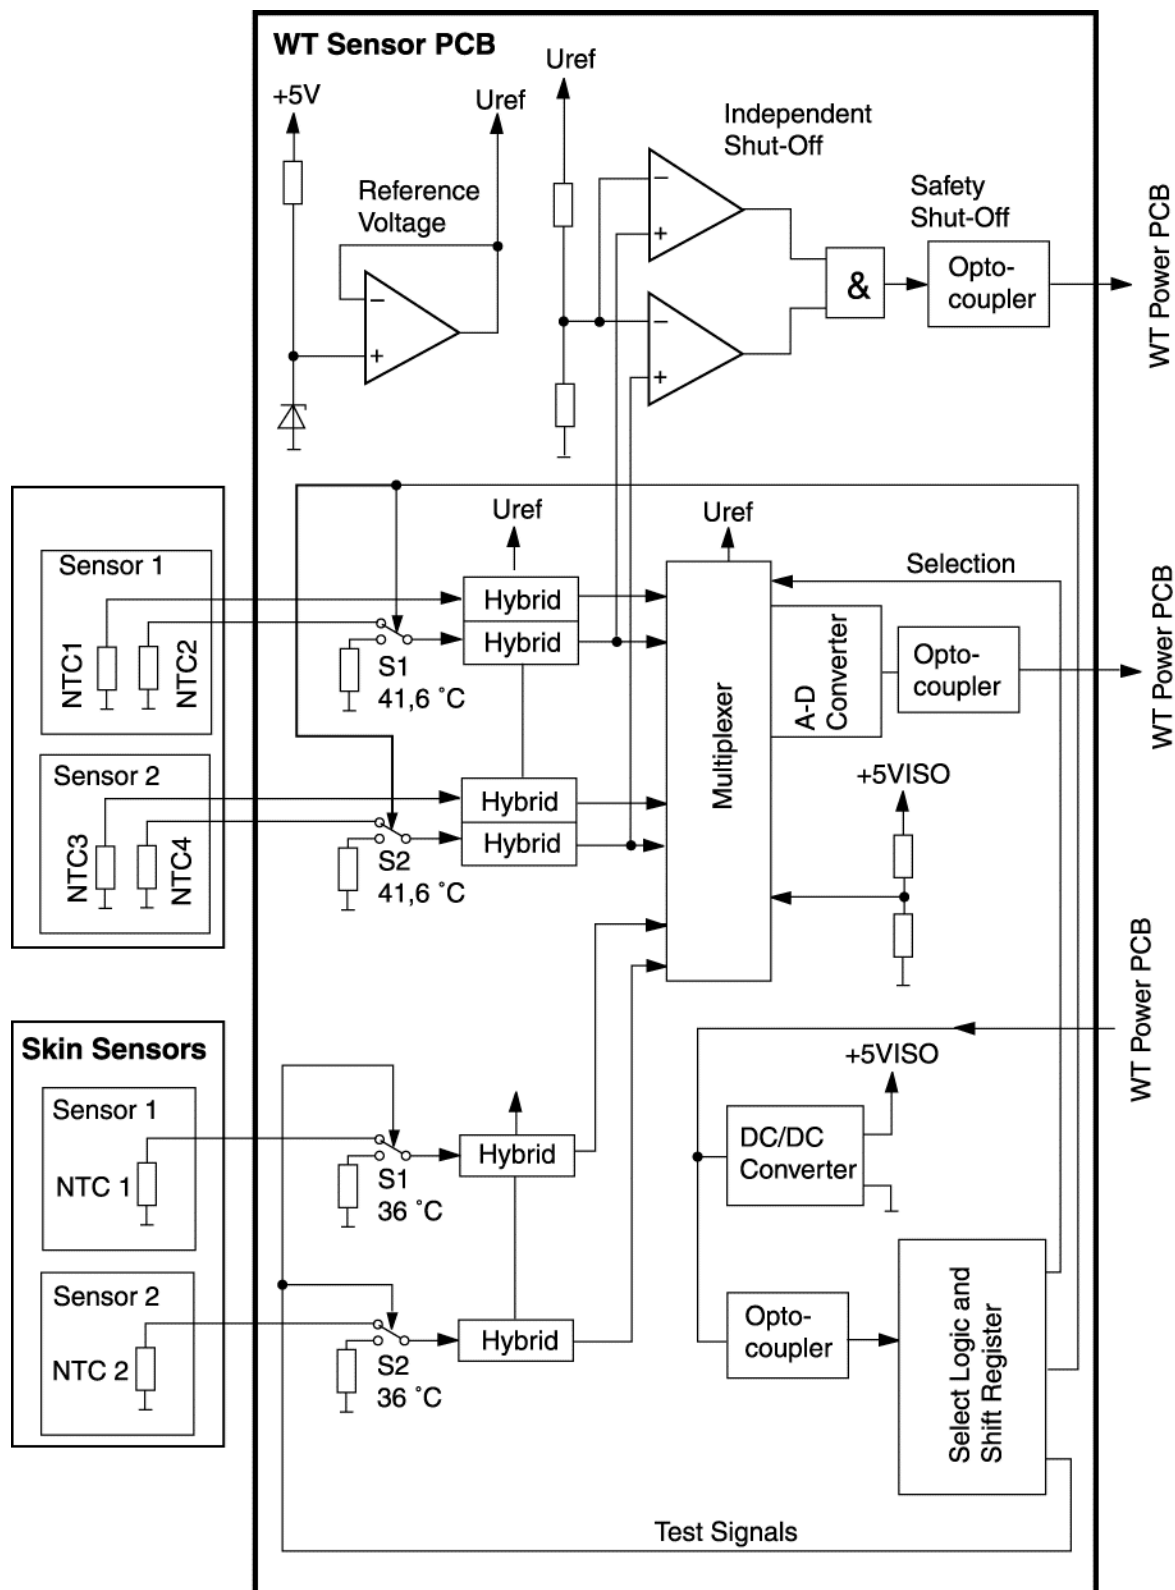 WT Sensor PCB
+5V
Uref
Uref
Reference
Voltage
Independent
Shut-Off
Safety
Shut-Off
−
+
−
+
−
+
&
Opto-
coupler
WT Power PCB
Sensor 1
NTC1
NTC2
S1
41,6 °C
Uref
Hybrid
Hybrid
Uref
Multiplexer
Selection
A-D
Converter
Opto-
coupler
WT Power PCB
Sensor 2
NTC3
NTC4
S2
41,6 °C
Hybrid
Hybrid
+5VISO
WT Power PCB
Skin Sensors
Sensor 1
NTC 1
S1
36 °C
Hybrid
+5VISO
DC/DC
Converter
Sensor 2
NTC 2
S2
36 °C
Hybrid
Opto-
coupler
Select Logic and
Shift Register
Test Signals